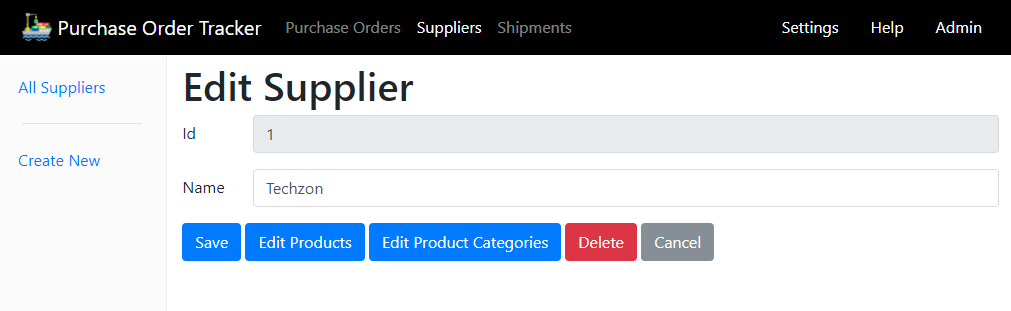 Purchase Order Tracker Purchase Orders Suppliers Shipments Settings Help Admin
All Suppliers
Create New
Edit Supplier
Id 1
Name Techzon
Save Edit Products Edit Product Categories Delete Cancel